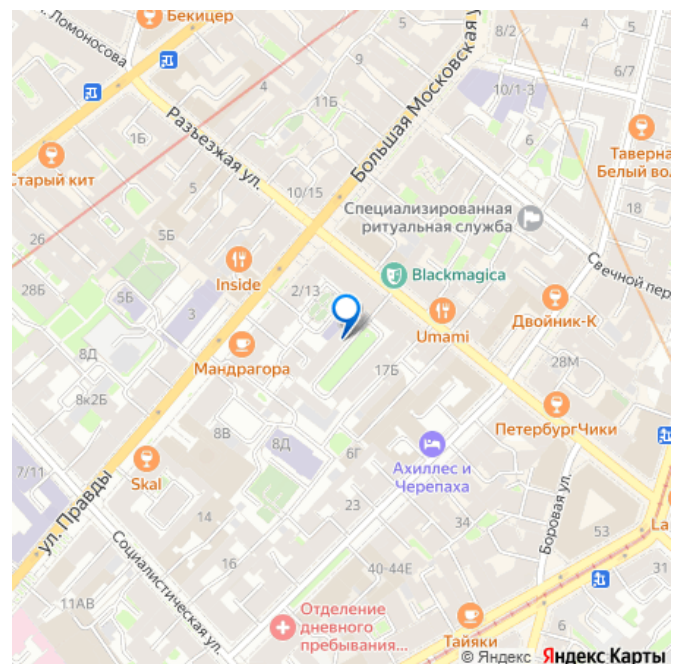 Бекицер
Ломоносова
8/2
4
5
9
6/7
4
11Б
10/1-3
Разъезжая ул.
Большая Московская
6
1Б
Таверна
Белый вол
Старый кит
5
10/15
Специализированная
ритуальная служба
18
26
5Б
Свечной пер
Inside
Blackmagica
28Б
5Б
2/13
3
Umami
Двойник-К
Мандрагора
8Д
17Б
28М
8к2Б
ПетербургЧики
8В
8Д
6Г
Ахиллес и
Черепаха
7/11
Skal
ул. Правды
23
14
34
Боровая ул.
53
La
Социалистическая ул.
16
40-44Е
31
11АВ
Отделение
дневного
пребывания...
Тайяки
4
6
© Яндекс Яндекс Карты